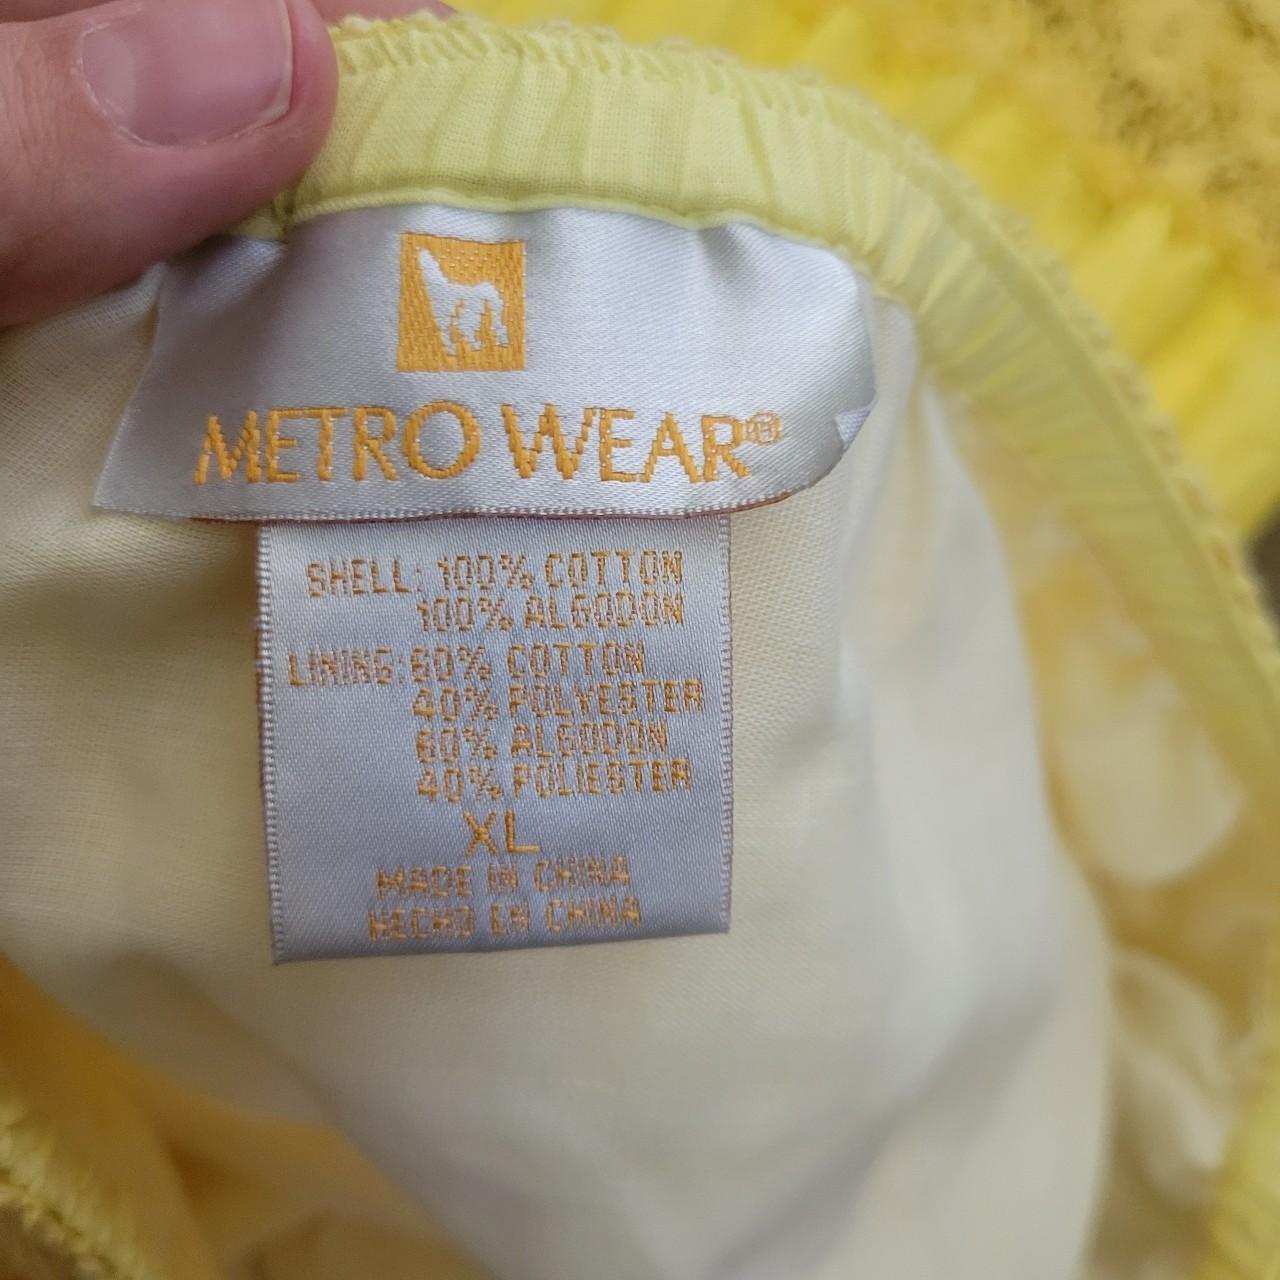 METRO WEAR®
SHELL: 100% COTTON
100% ALGODON
LINING: 60% COTTON
40% POLYESTER
60% ALGODON
40% POLIESTER
XL
MADE IN CHINA
HECHO EN CHINA